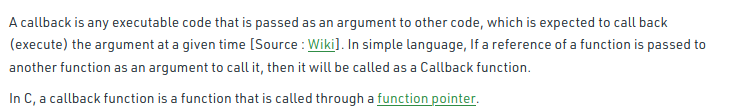 A callback is any executable code that is passed as an argument to other code, which is expected to call back
(execute) the argument at a given time [Source : Wiki]. In simple language, If a reference of a function is passed to
another function as an argument to call it, then it will be called as a Callback function.
In C, a callback function is a function that is called through a function pointer.